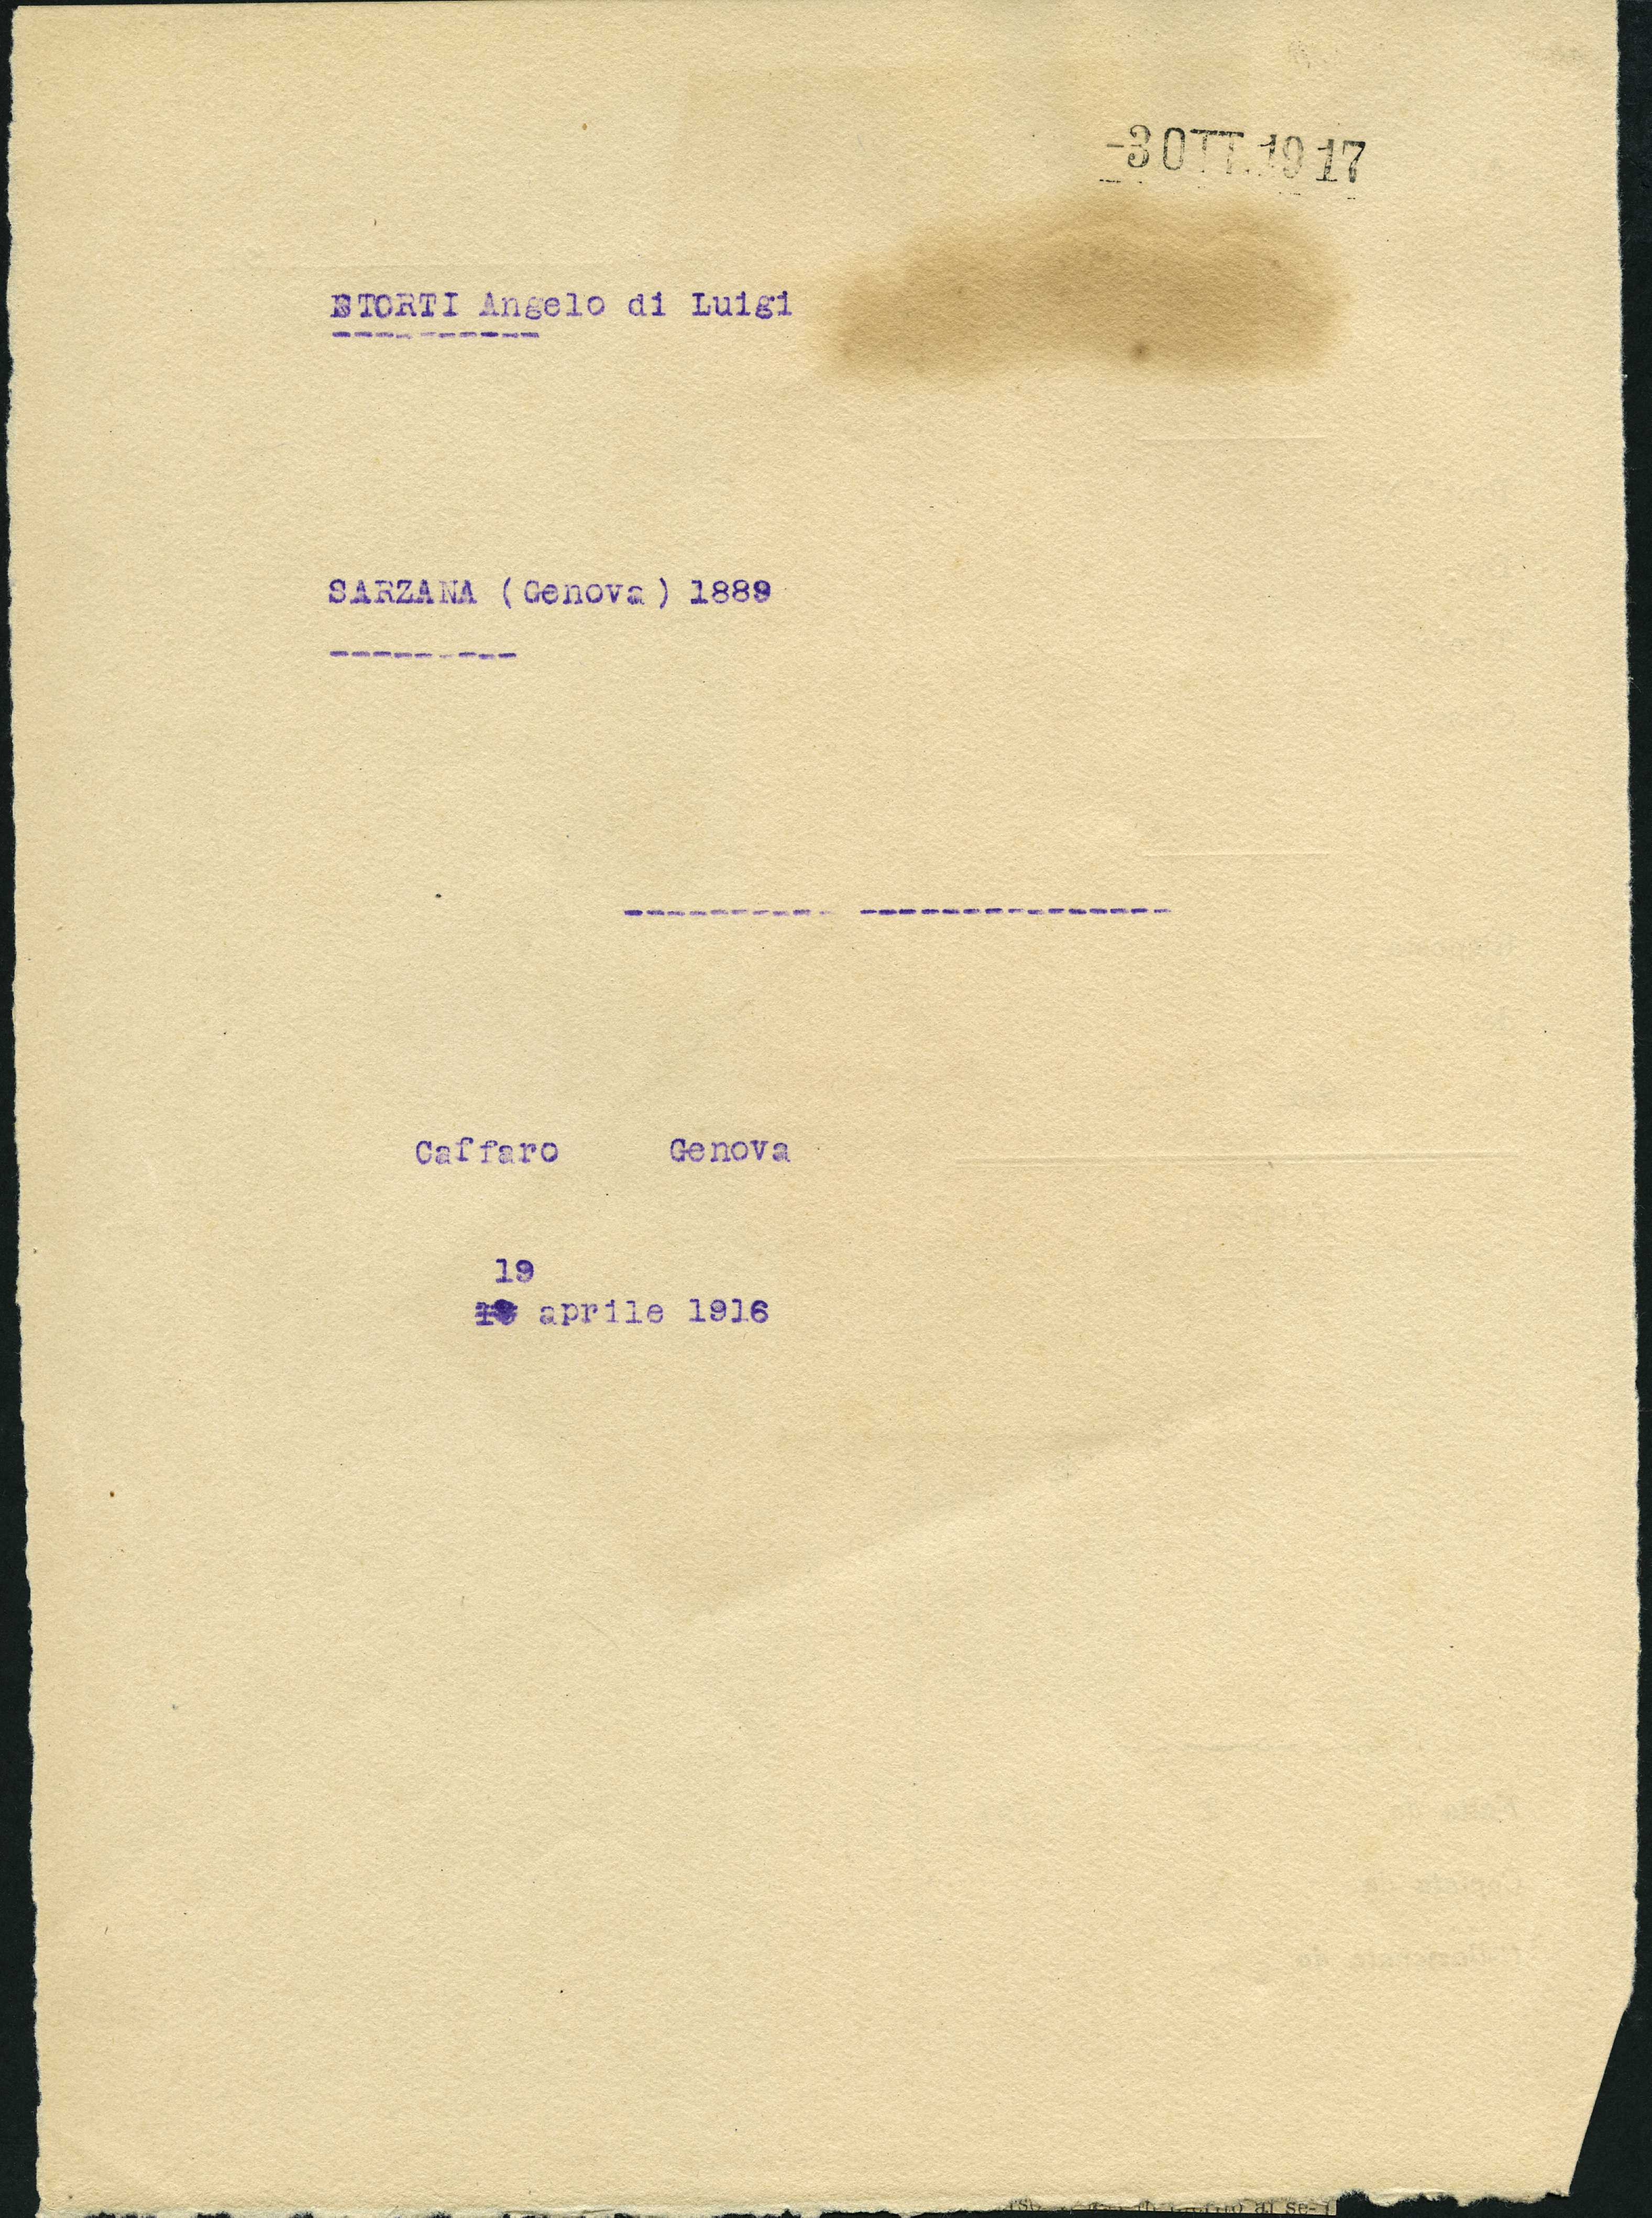 -3 OTT. 1917
STORTI Angelo di Luigi
-----------
SARZANA (Genova) 1889
---------
---------- ---------------
Caffaro Genova
19
aprile 1916